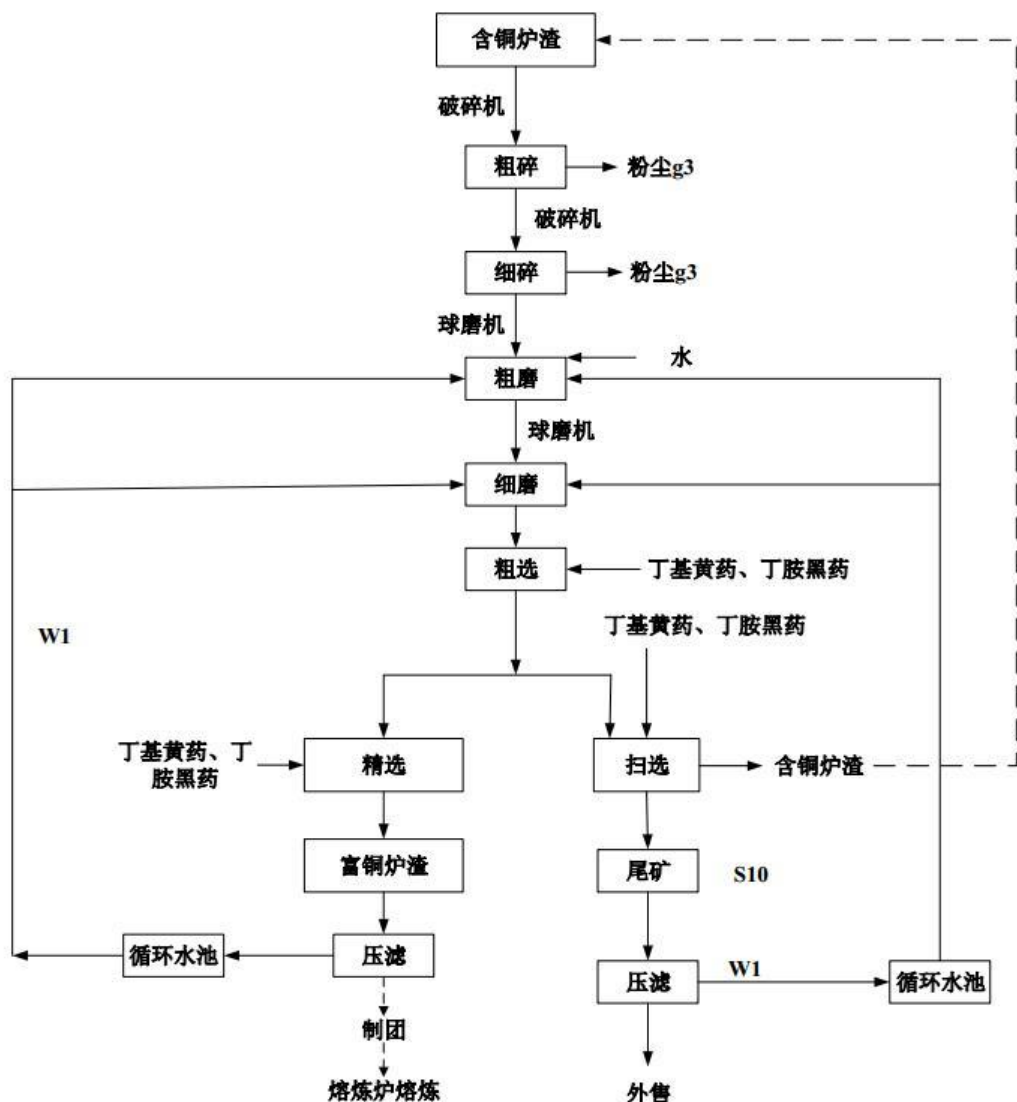 含铜炉渣
破碎机
粗碎
粉尘g3
破碎机
细碎
粉尘g3
球磨机
水
粗磨
球磨机
细磨
粗选
丁基黄药、丁胺黑药
丁基黄药、丁胺黑药
W1
丁基黄药、丁
胺黑药
精选
扫选
含铜炉渣
富铜炉渣
尾矿
S10
循环水池
压滤
压滤
W1
循环水池
制团
熔炼炉熔炼
外售